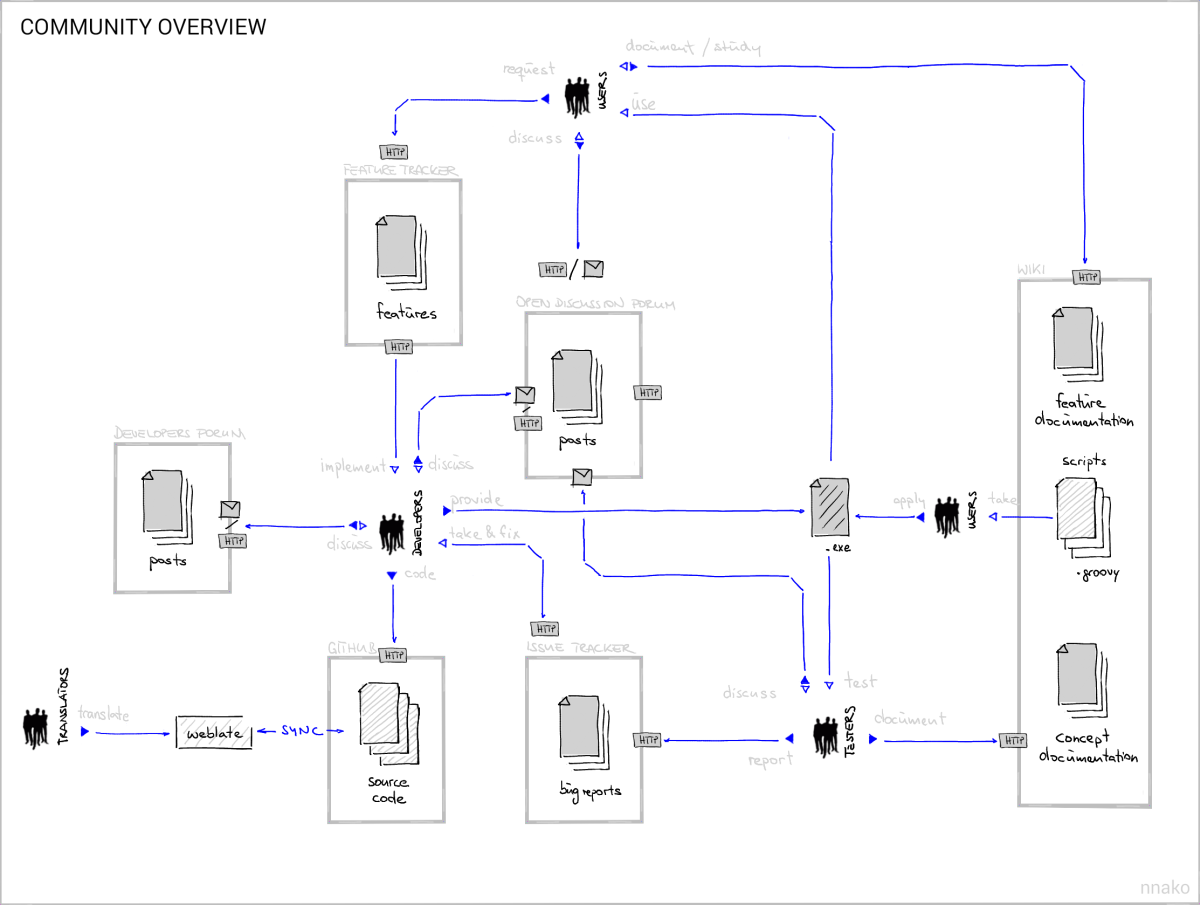 COMMUNITY OVERVIEW
document / study
request
USERS
use
discuss
HTTP
FEATURE TRACKER
features
HTTP
HTTP /
OPEN DISCUSSION FORUM
HTTP
HTTP
posts
WIKI
HTTP
feature
documentation
scripts
.groovy
take
USERS
apply
DEVELOPERS FORUM
posts
HTTP
implement
discuss
discuss
DEVELOPERS
provide
take & fix
code
.exe
GITHUB
HTTP
source
code
HTTP
ISSUE TRACKER
bug reports
HTTP
TRANSLATORS
translate
weblate
SYNC
discuss
test
TESTERS
document
report
HTTP
concept
documentation
nnako